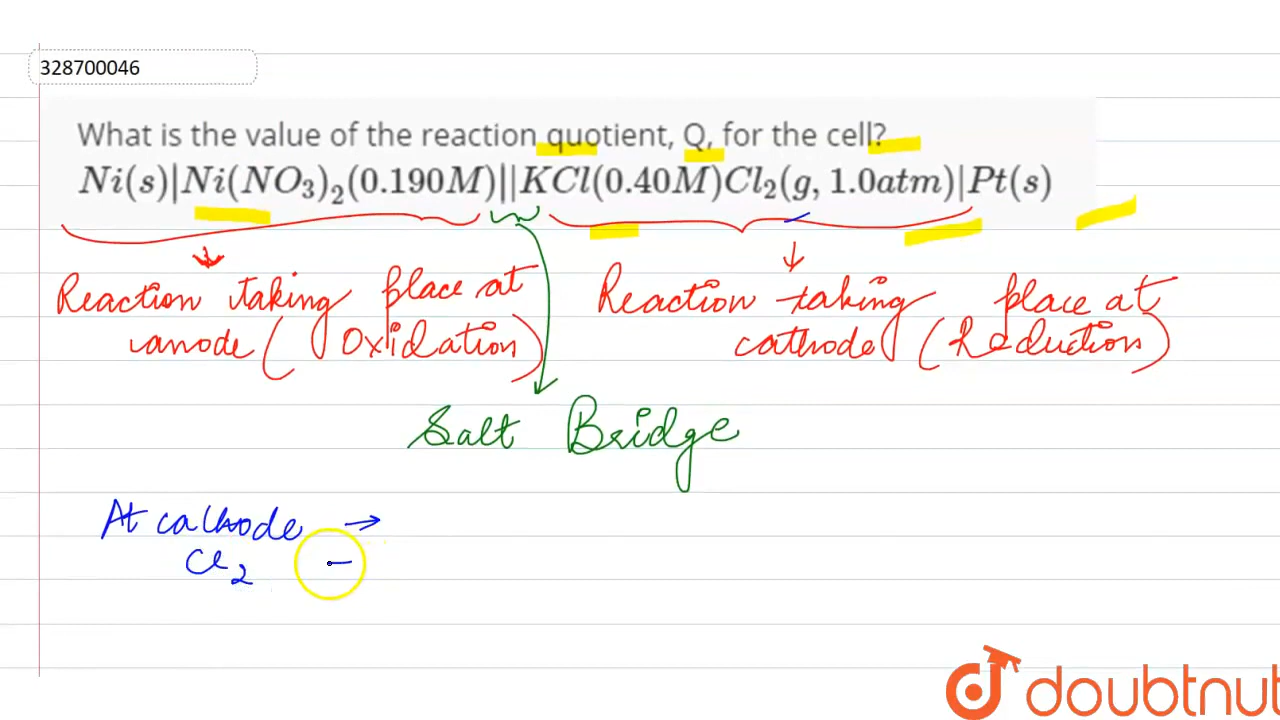 328700046
What is the value of the reaction quotient, Q, for the cell?
Ni(s)|Ni(NO₃)₂(0.190M)||KCl(0.40M)Cl₂(g, 1.0atm)|Pt(s)
Reaction taking place at anode (Oxidation)
Reaction taking place at cathode (Reduction)
Salt Bridge
At cathode →
Cl₂ –
doubtnut